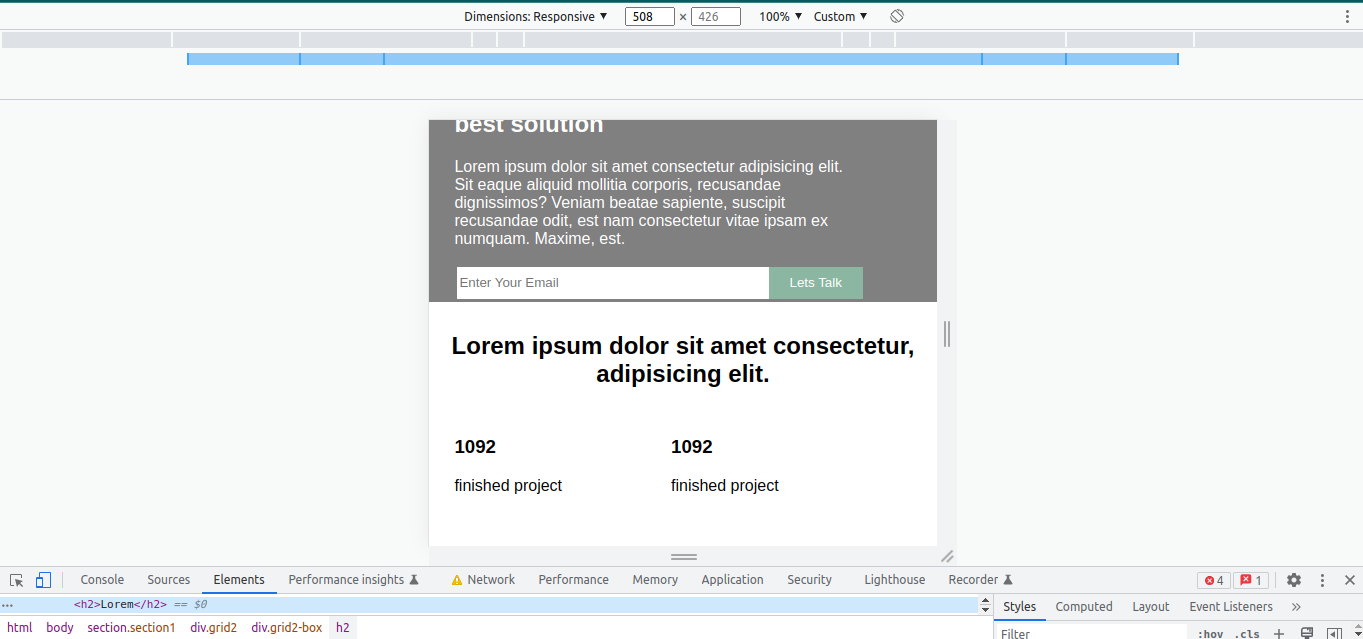 Dimensions: Responsive ▼ 508 × 426 100% ▼ Custom ▼
best solution
Lorem ipsum dolor sit amet consectetur adipisicing elit.
Sit eaque aliquid mollitia corporis, recusandae
dignissimos? Veniam beatae sapiente, suscipit
recusandae odit, est nam consectetur vitae ipsam ex
numquam. Maxime, est.
Enter Your Email Lets Talk
Lorem ipsum dolor sit amet consectetur,
adipisicing elit.
1092 1092
finished project finished project
Console Sources Elements Performance insights Network Performance Memory Application Security Lighthouse Recorder 4 1
... <h2>Lorem</h2> == $0
Styles Computed Layout Event Listeners »
html body section.section1 div.grid2 div.grid2-box h2
Filter :hov .cls +